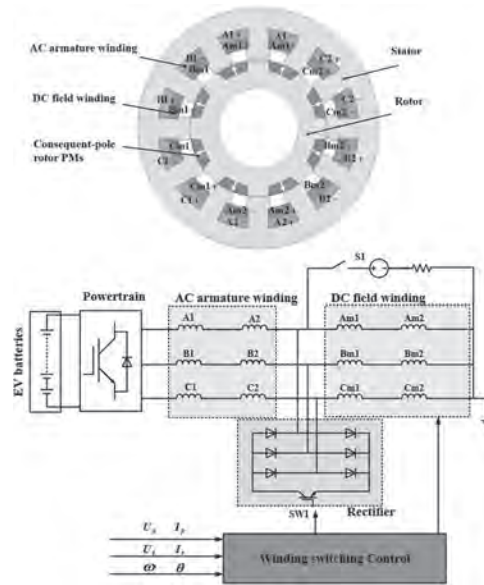 A1 +
Am1 -
A1 -
Am1
AC armature winding
B1 -
Bm1
C2 +
Cm2 +
Stator
DC field winding
B1 +
Bm1
C2 -
Cm2
Rotor
Consequent-pole
rotor PMs
Cm1
C1
Bm2
B2 +
Cm1 +
C1 +
Bm2
B2 -
Am2
A2
Am2 +
A2 +
S1
Powertrain
AC armature winding
DC field winding
EV batteries
A1
A2
Am1
Am2
B1
B2
Bm1
Bm2
C1
C2
Cm1
Cm2
SW1
Rectifier
Winding switching Control
ω θ